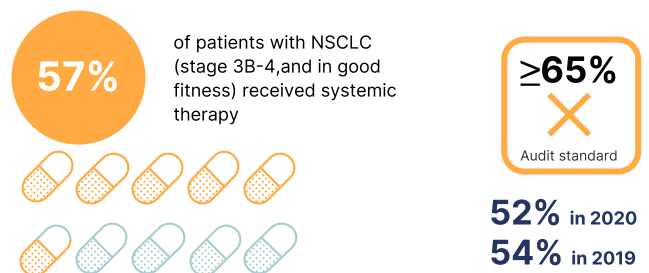 57%
of patients with NSCLC
(stage 3B-4,and in good
fitness) received systemic
therapy
≥65%
Audit standard
52% in 2020
54% in 2019